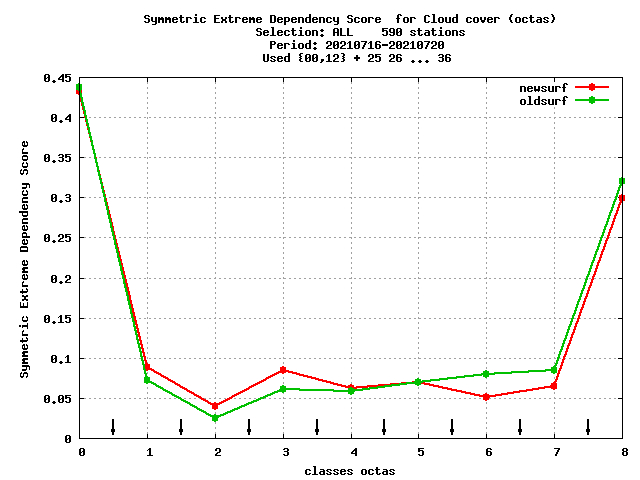 Symmetric Extreme Dependency Score  for Cloud cover (octas)
Selection: ALL    590 stations
Period: 20210716-20210720
Used {00,12} + 25 26 ... 36
newsurf
oldsurf
Symmetric Extreme Dependency Score
0.45
0.4
0.35
0.3
0.25
0.2
0.15
0.1
0.05
0
0 1 2 3 4 5 6 7 8
classes octas